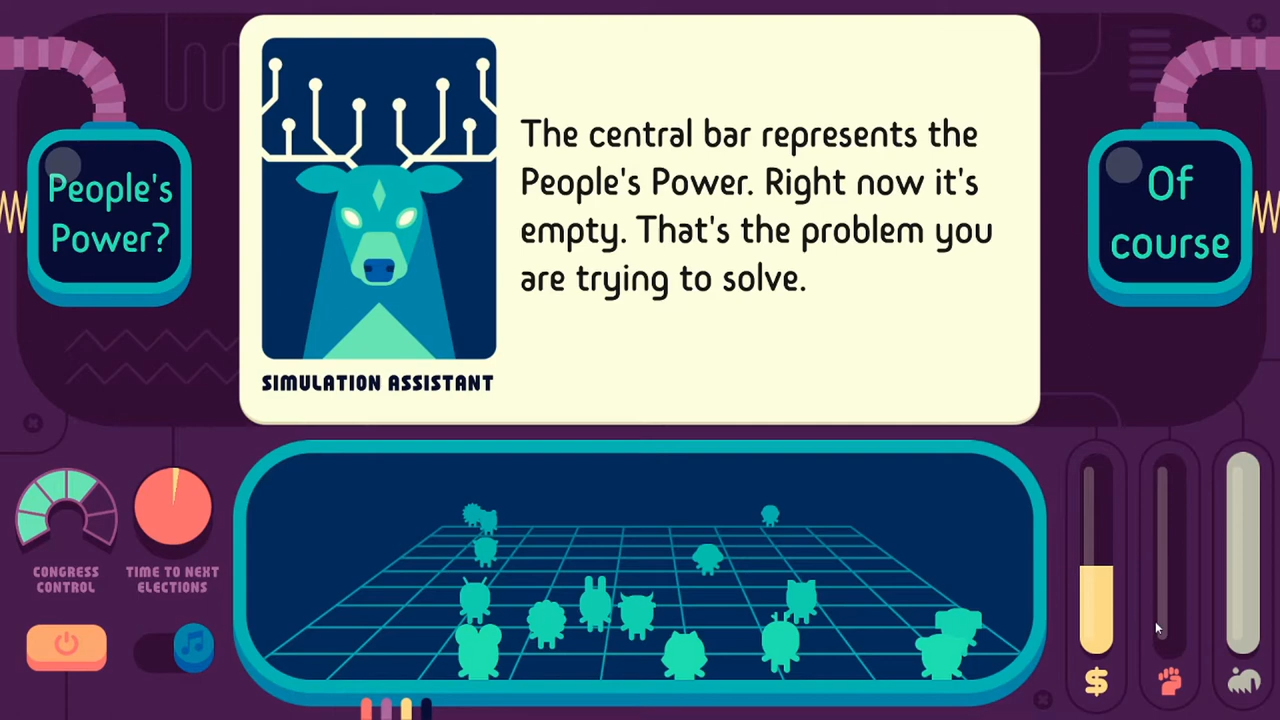 People's
Power?
The central bar represents the
People's Power. Right now it's
empty. That's the problem you
are trying to solve.
Of
course
SIMULATION ASSISTANT
CONGRESS
CONTROL
TIME TO NEXT
ELECTIONS
$